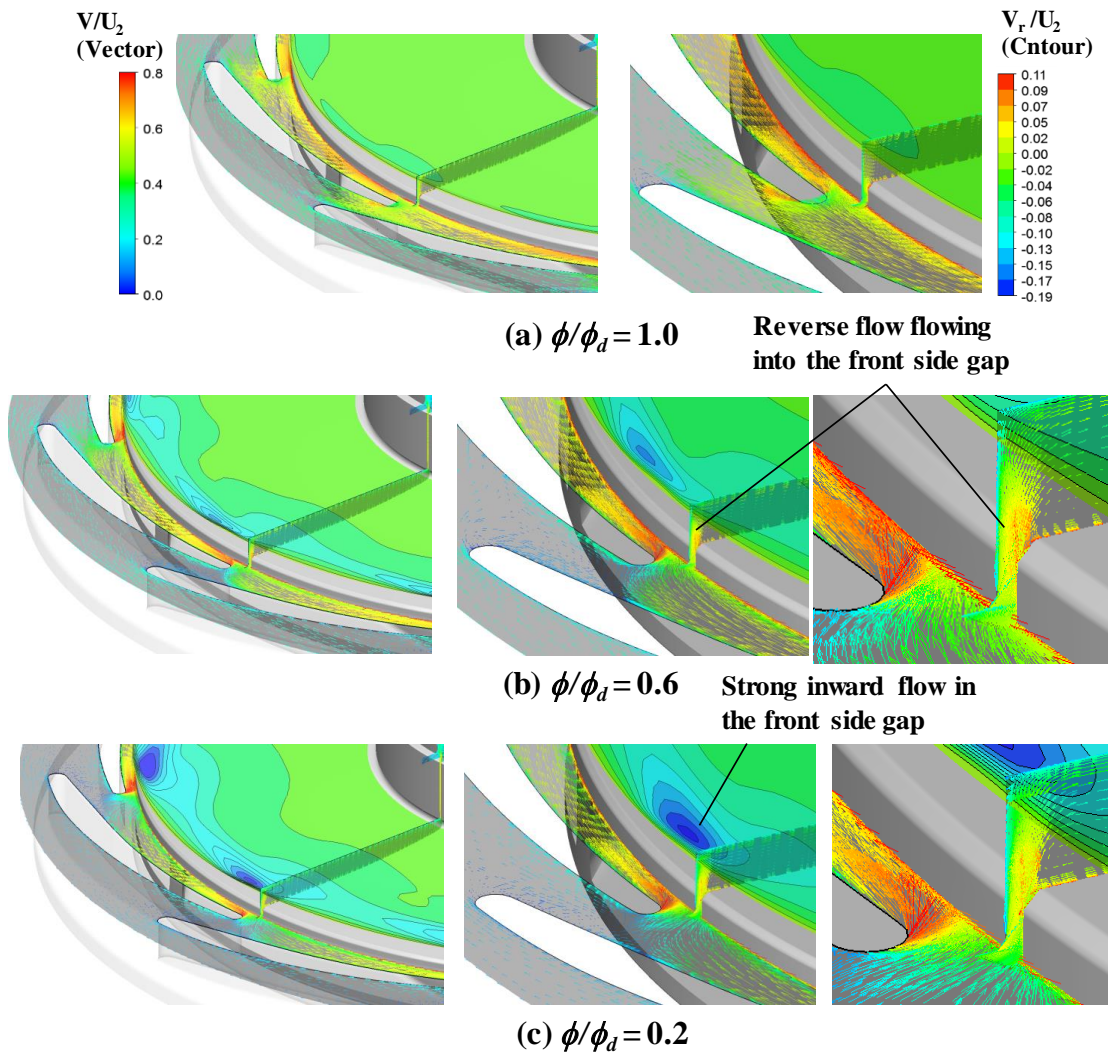 V/U2
(Vector)
0.8
0.6
0.4
0.2
0.0
Vr /U2
(Cntour)
0.11
0.09
0.07
0.05
0.02
0.00
-0.02
-0.04
-0.06
-0.08
-0.10
-0.13
-0.15
-0.17
-0.19
(a) ϕ/ϕd = 1.0
Reverse flow flowing
into the front side gap
(b) ϕ/ϕd = 0.6
Strong inward flow in
the front side gap
(c) ϕ/ϕd = 0.2